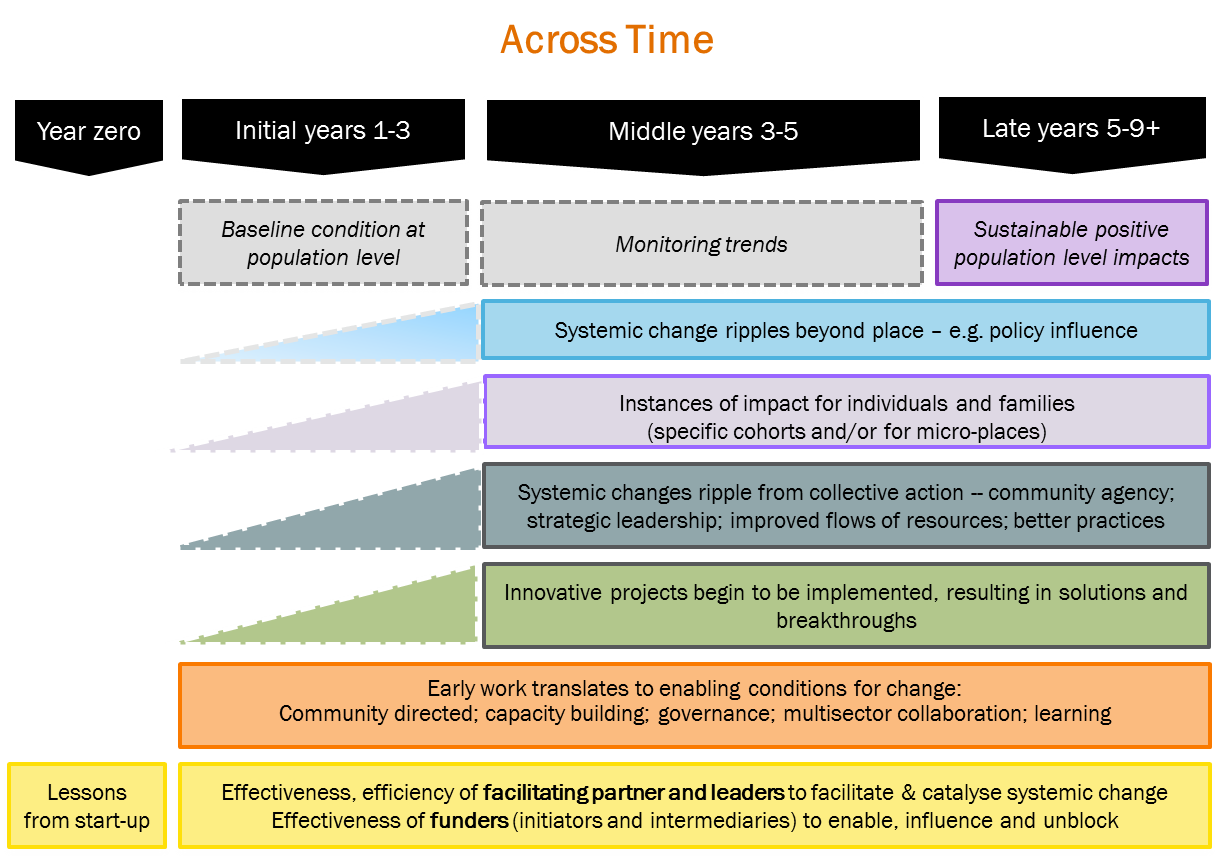 Across Time
Year zero
Initial years 1-3
Middle years 3-5
Late years 5-9+
Baseline condition at
population level
Monitoring trends
Sustainable positive
population level impacts
Systemic change ripples beyond place – e.g. policy influence
Instances of impact for individuals and families
(specific cohorts and/or for micro-places)
Systemic changes ripple from collective action -- community agency;
strategic leadership; improved flows of resources; better practices
Innovative projects begin to be implemented, resulting in solutions and
breakthroughs
Early work translates to enabling conditions for change:
Community directed; capacity building; governance; multisector collaboration; learning
Lessons
from start-up
Effectiveness, efficiency of facilitating partner and leaders to facilitate & catalyse systemic change
Effectiveness of funders (initiators and intermediaries) to enable, influence and unblock